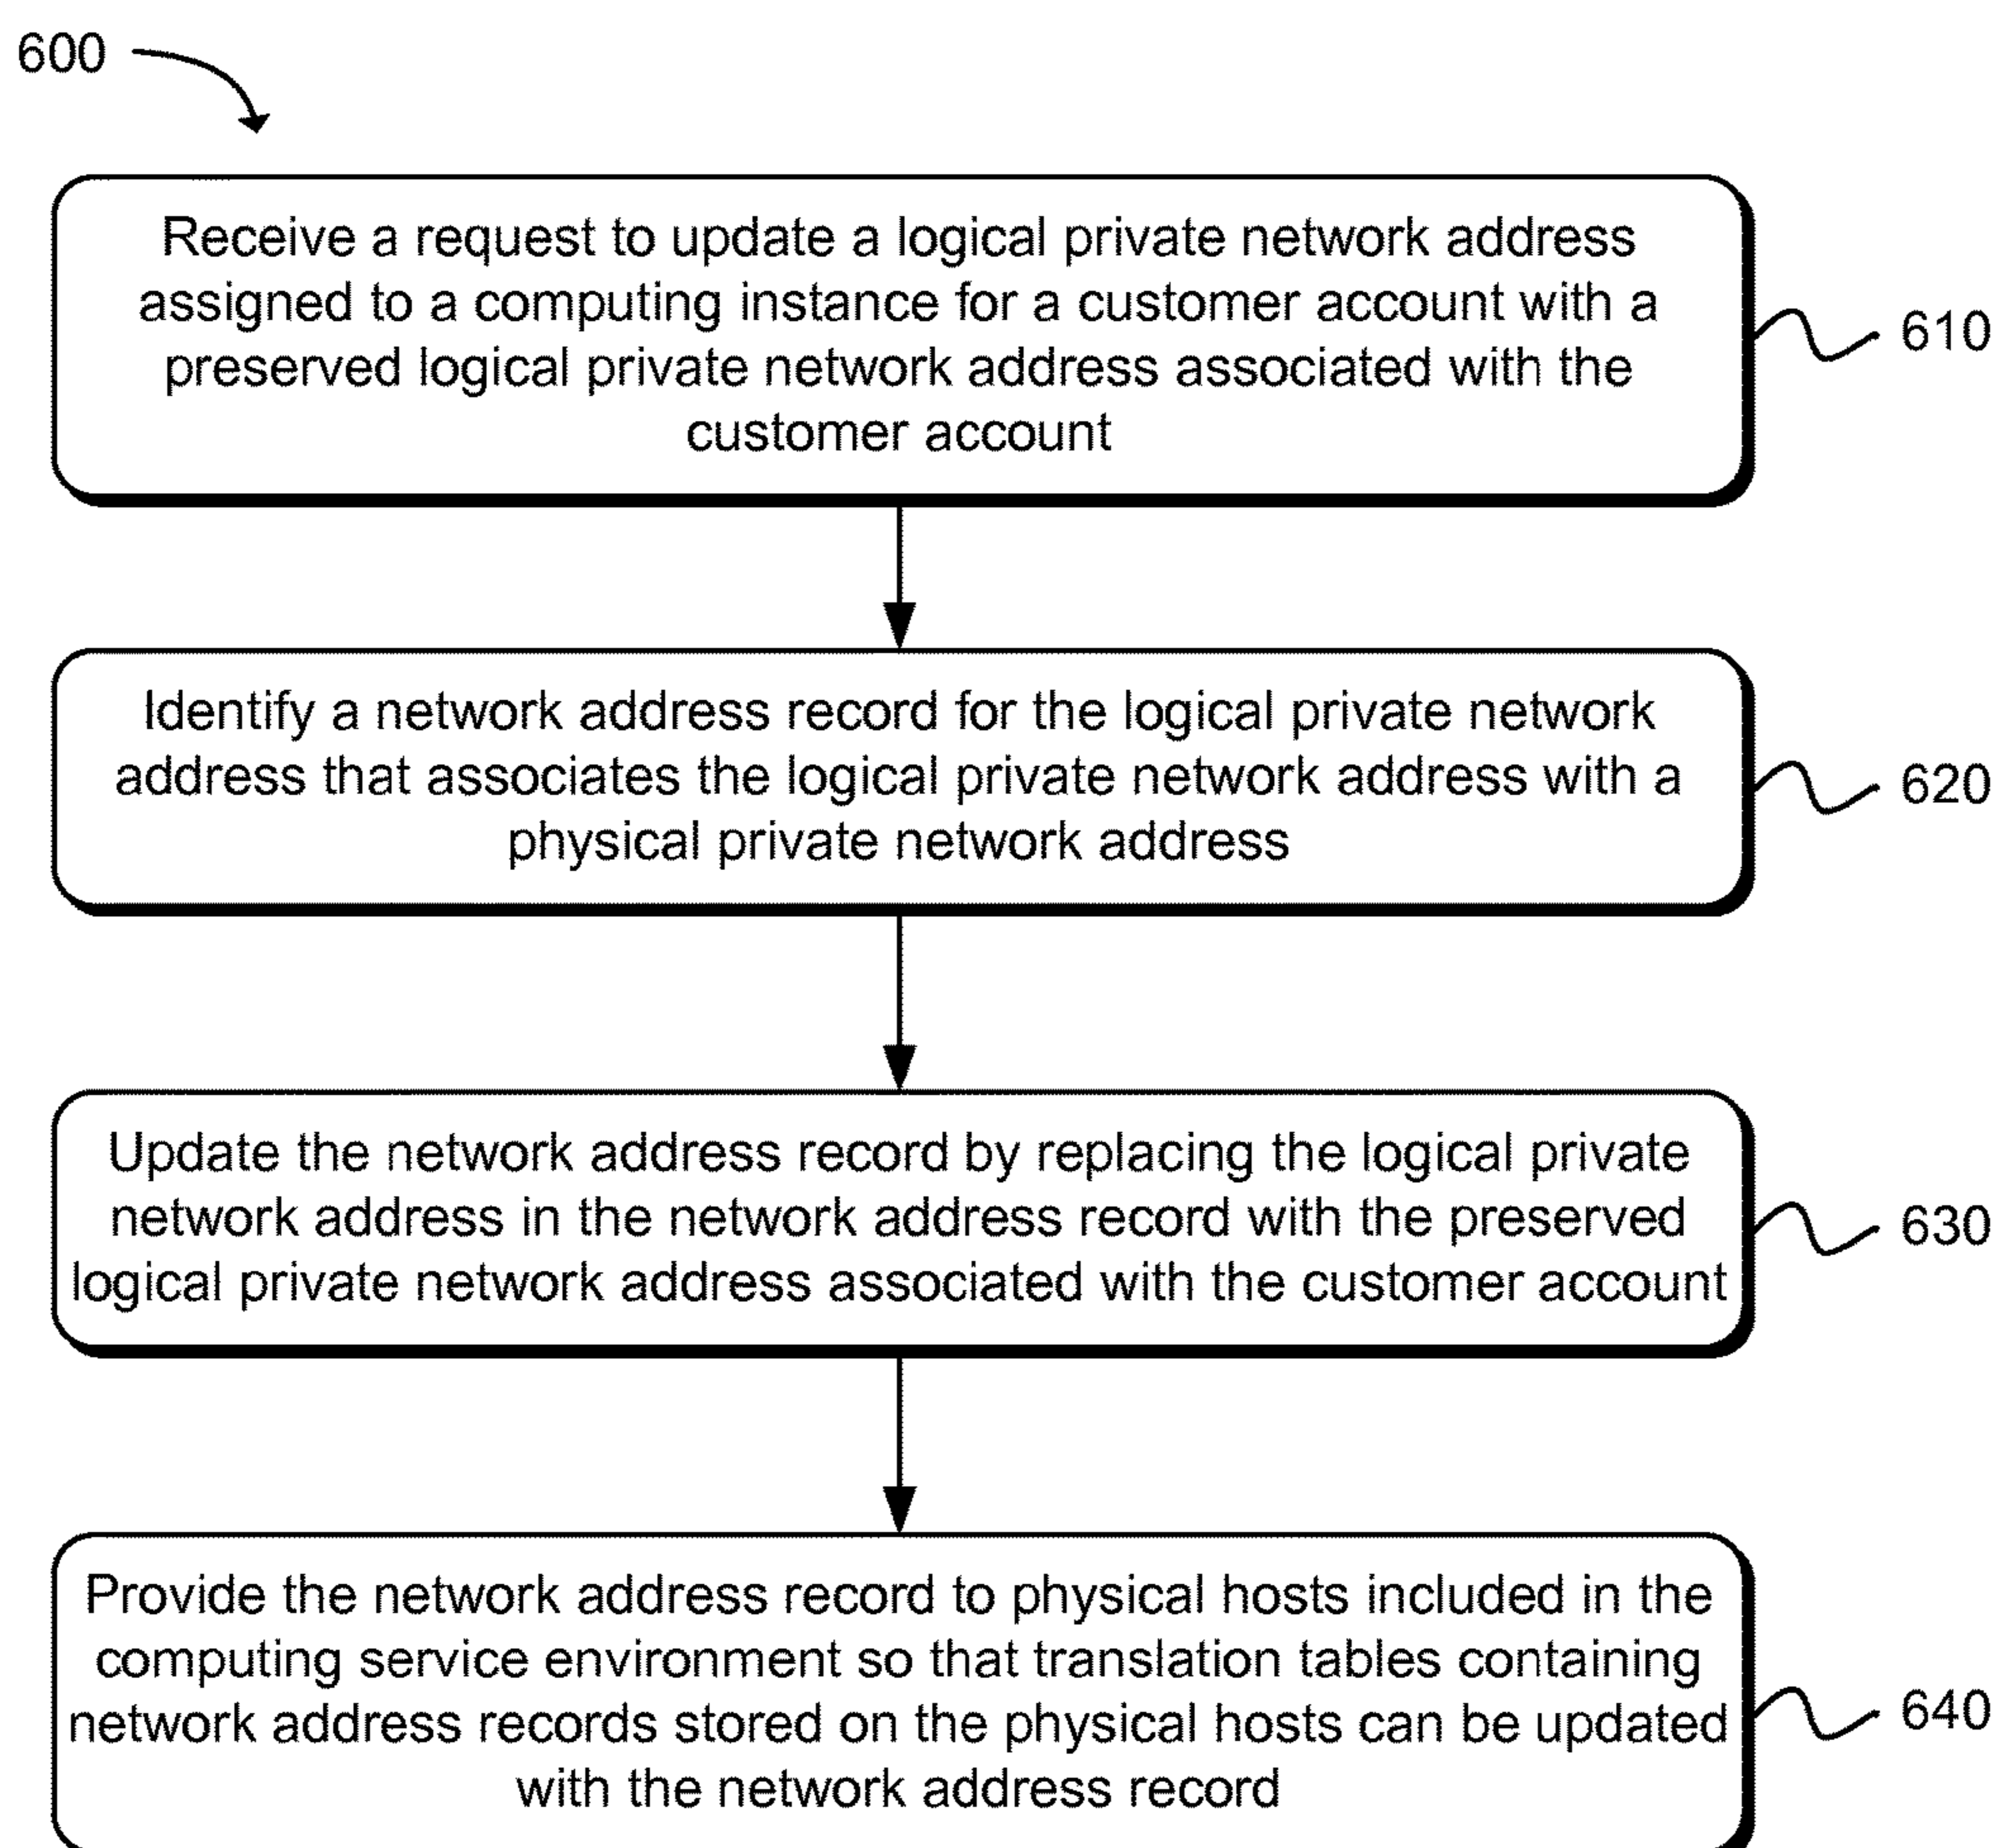 600
Receive a request to update a logical private network address
assigned to a computing instance for a customer account with a
preserved logical private network address associated with the
customer account
610
Identify a network address record for the logical private network
address that associates the logical private network address with a
physical private network address
620
Update the network address record by replacing the logical private
network address in the network address record with the preserved
logical private network address associated with the customer account
630
Provide the network address record to physical hosts included in the
computing service environment so that translation tables containing
network address records stored on the physical hosts can be updated
with the network address record
640